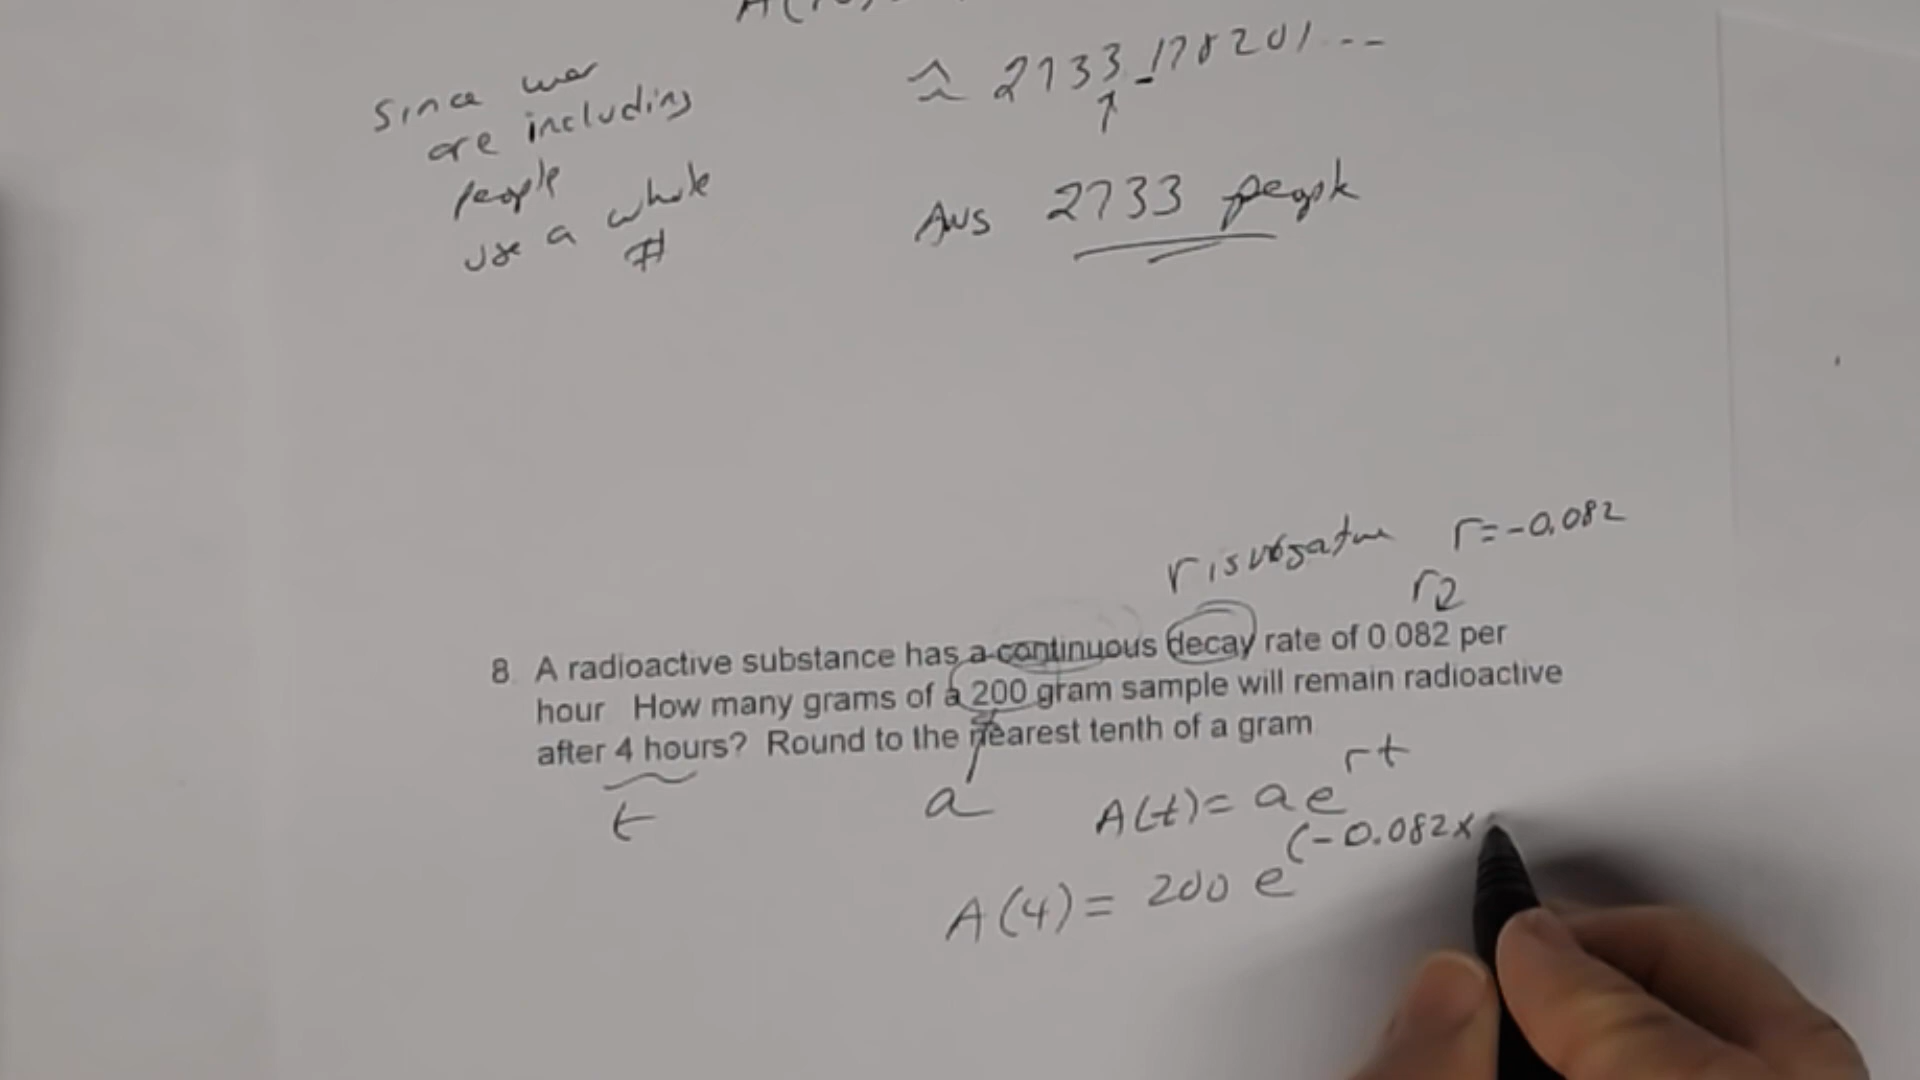 ≈ 2733.178201...
Since wer
are including
people
use a whole
#
Ans 2733 people
r is negative r=-0.082
r
8. A radioactive substance has a continuous decay rate of 0.082 per
hour How many grams of a 200 gram sample will remain radioactive
after 4 hours? Round to the nearest tenth of a gram
t
a
A(t) = a e^rt
A(4) = 200 e^(-0.082x